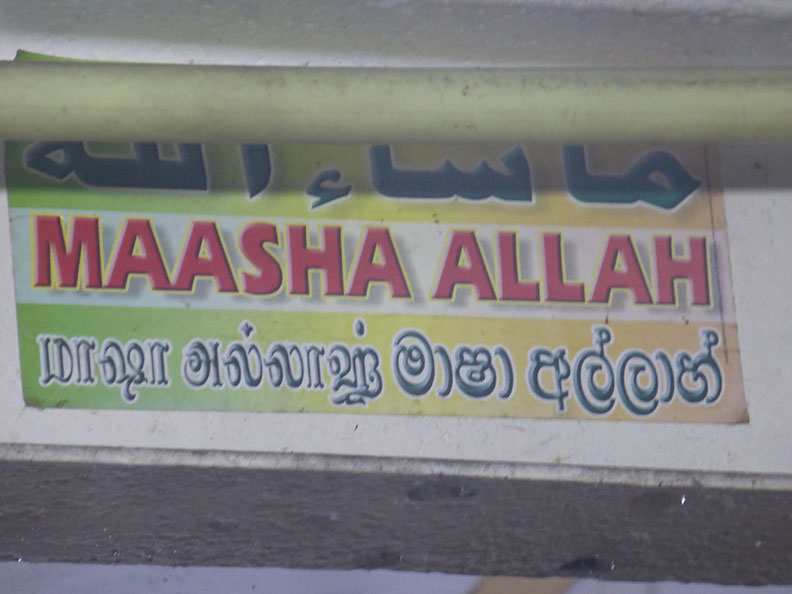 ما شاء الله
MAASHA ALLAH
மாஷா அல்லாஹ் මාෂා අල්ලාහ්